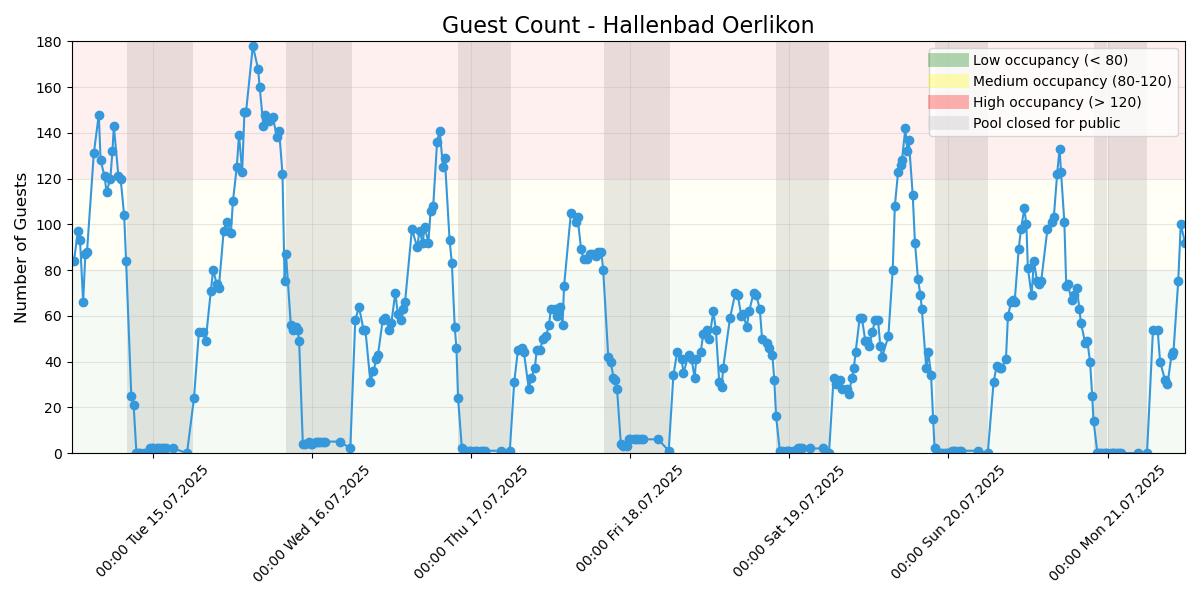 Guest Count - Hallenbad Oerlikon
Number of Guests
180
160
140
120
100
80
60
40
20
0
Low occupancy (< 80)
Medium occupancy (80-120)
High occupancy (> 120)
Pool closed for public
00:00 Tue 15.07.2025
00:00 Wed 16.07.2025
00:00 Thu 17.07.2025
00:00 Fri 18.07.2025
00:00 Sat 19.07.2025
00:00 Sun 20.07.2025
00:00 Mon 21.07.2025